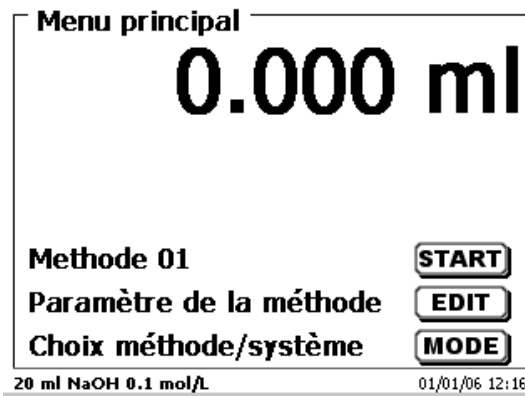 Menu principal
0.000 ml
Methode 01 START
Paramètre de la méthode EDIT
Choix méthode/système MODE
20 ml NaOH 0.1 mol/L 01/01/06 12:16